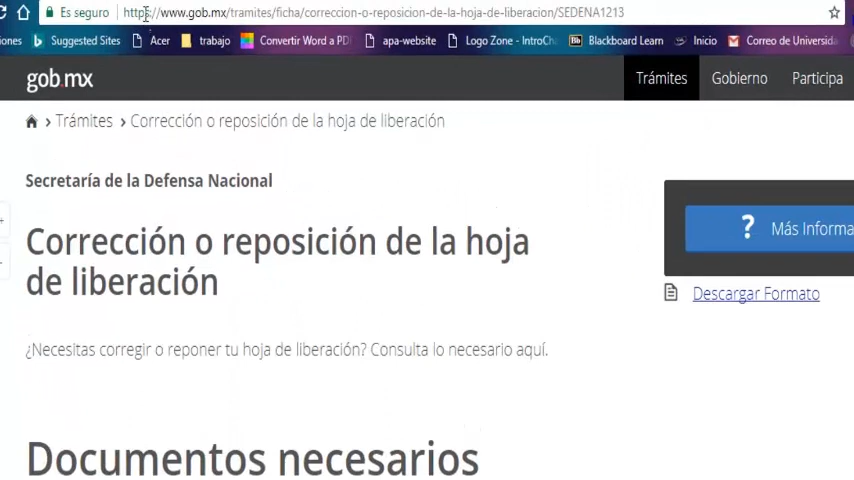 Es seguro https://www.gob.mx/tramites/ficha/correccion-o-reposicion-de-la-hoja-de-liberacion/SEDENA1213
Suggested Sites Acer trabajo Convertir Word a PD apa-website Logo Zone - IntroCh Blackboard Learn Inicio Correo de Universida
gob.mx Trámites Gobierno Participa
Trámites > Corrección o reposición de la hoja de liberación
Secretaría de la Defensa Nacional
Corrección o reposición de la hoja
de liberación
? Más Informa
Descargar Formato
¿Necesitas corregir o reponer tu hoja de liberación? Consulta lo necesario aquí.
Documentos necesarios